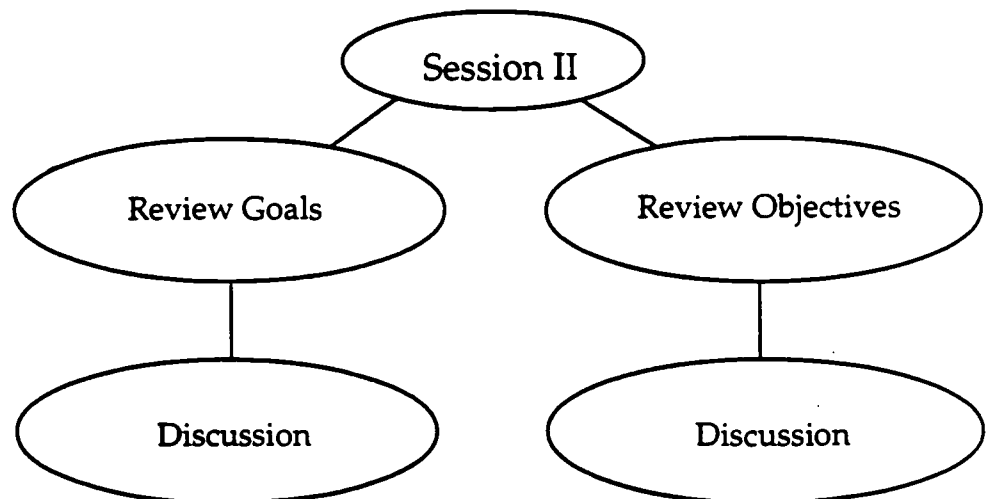 Session II
Review Goals
Review Objectives
Discussion
Discussion